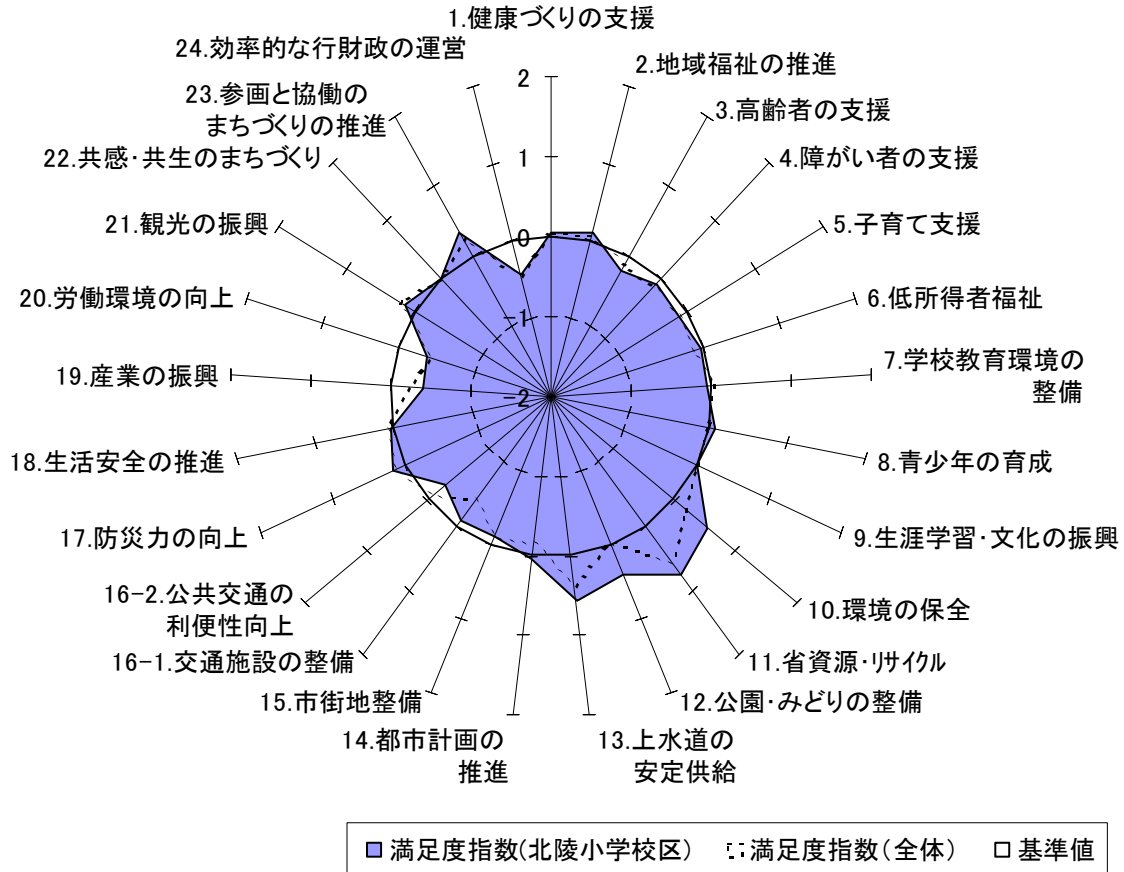 1.健康づくりの支援
2.地域福祉の推進
3.高齢者の支援
4.障がい者の支援
5.子育て支援
6.低所得者福祉
7.学校教育環境の
整備
8.青少年の育成
9.生涯学習・文化の振興
10.環境の保全
11.省資源・リサイクル
12.公園・みどりの整備
13.上水道の
安定供給
14.都市計画の
推進
15.市街地整備
16-1.交通施設の整備
16-2.公共交通の
利便性向上
17.防災力の向上
18.生活安全の推進
19.産業の振興
20.労働環境の向上
21.観光の振興
22.共感・共生のまちづくり
23.参画と協働の
まちづくりの推進
24.効率的な行財政の運営
2
1
0
-1
-2
満足度指数(北陵小学校区)
満足度指数(全体)
基準値